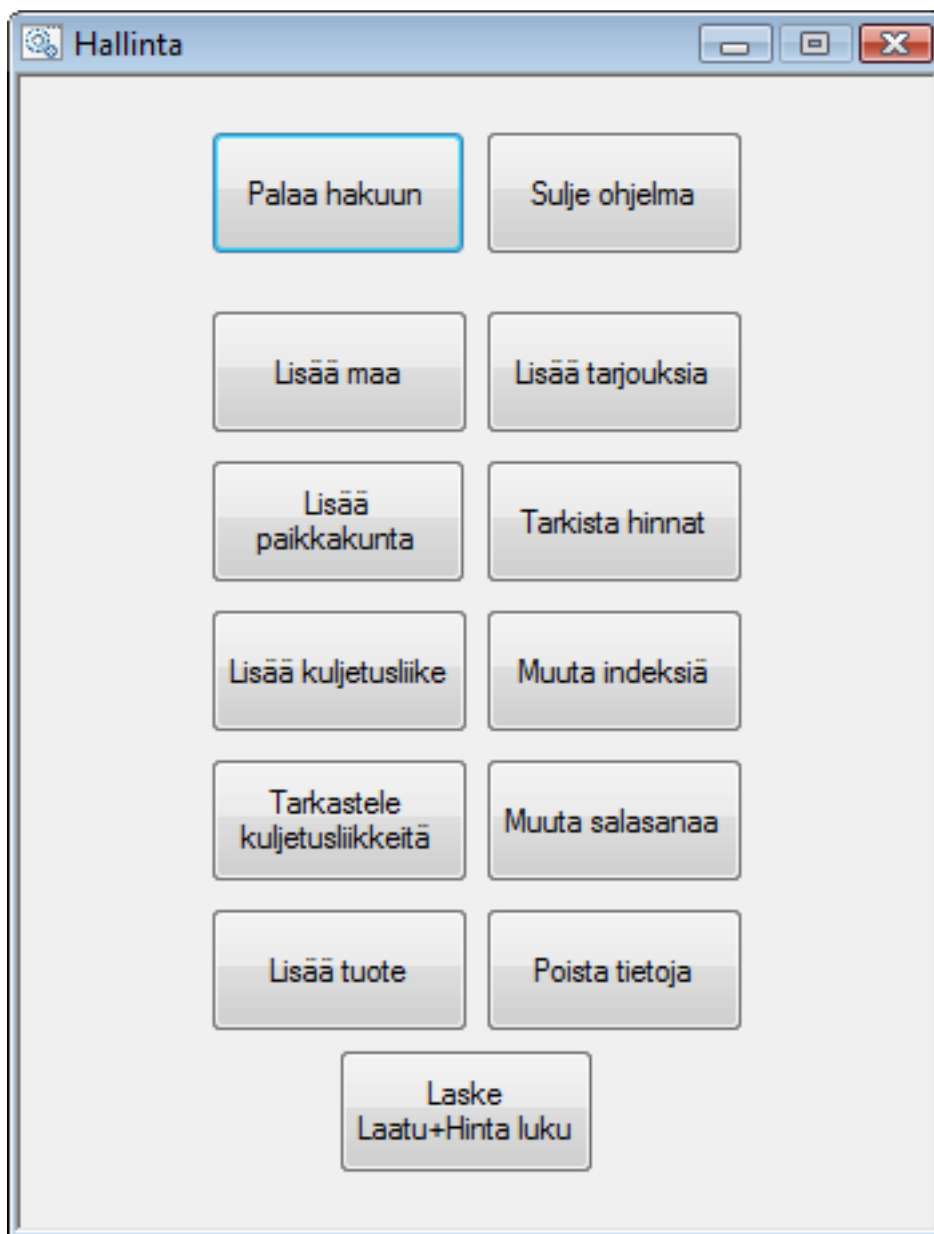 Hallinta
Palaa hakuun
Sulje ohjelma
Lisää maa
Lisää tarjouksia
Lisää
paikkakunta
Tarkista hinnat
Lisää kuljetusliike
Muuta indeksiä
Tarkastele
kuljetusliikkeitä
Muuta salasanaa
Lisää tuote
Poista tietoja
Laske
Laatu+Hinta luku